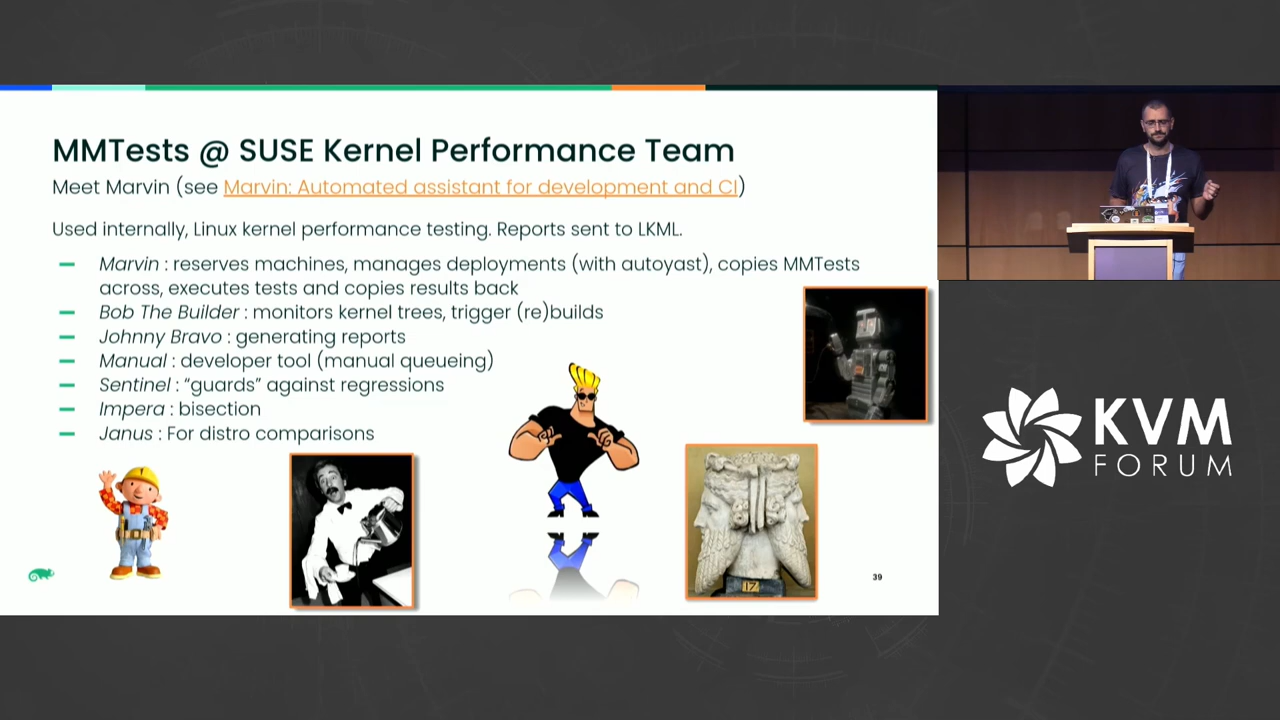 MMTests @ SUSE Kernel Performance Team
Meet Marvin (see Marvin: Automated assistant for development and CI)
Used internally, Linux kernel performance testing. Reports sent to LKML.
— Marvin : reserves machines, manages deployments (with autoyast), copies MMTests
across, executes tests and copies results back
— Bob The Builder : monitors kernel trees, trigger (re)builds
— Johnny Bravo : generating reports
— Manual : developer tool (manual queueing)
— Sentinel : “guards” against regressions
— Impera : bisection
— Janus : For distro comparisons
17
39
KVM
FORUM